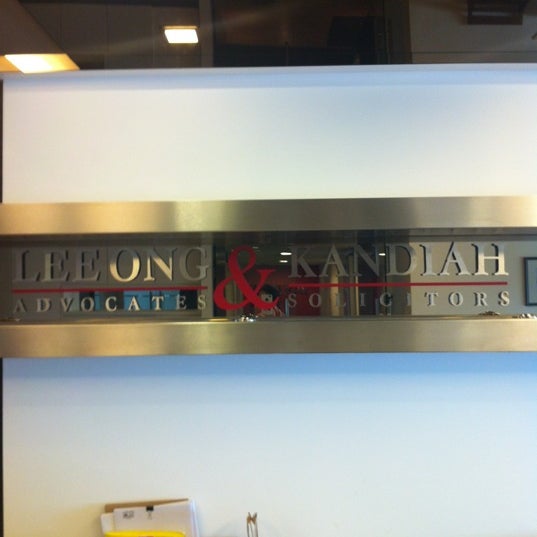 LEE ONG & KANDIAH
ADVOCATES SOLICITORS